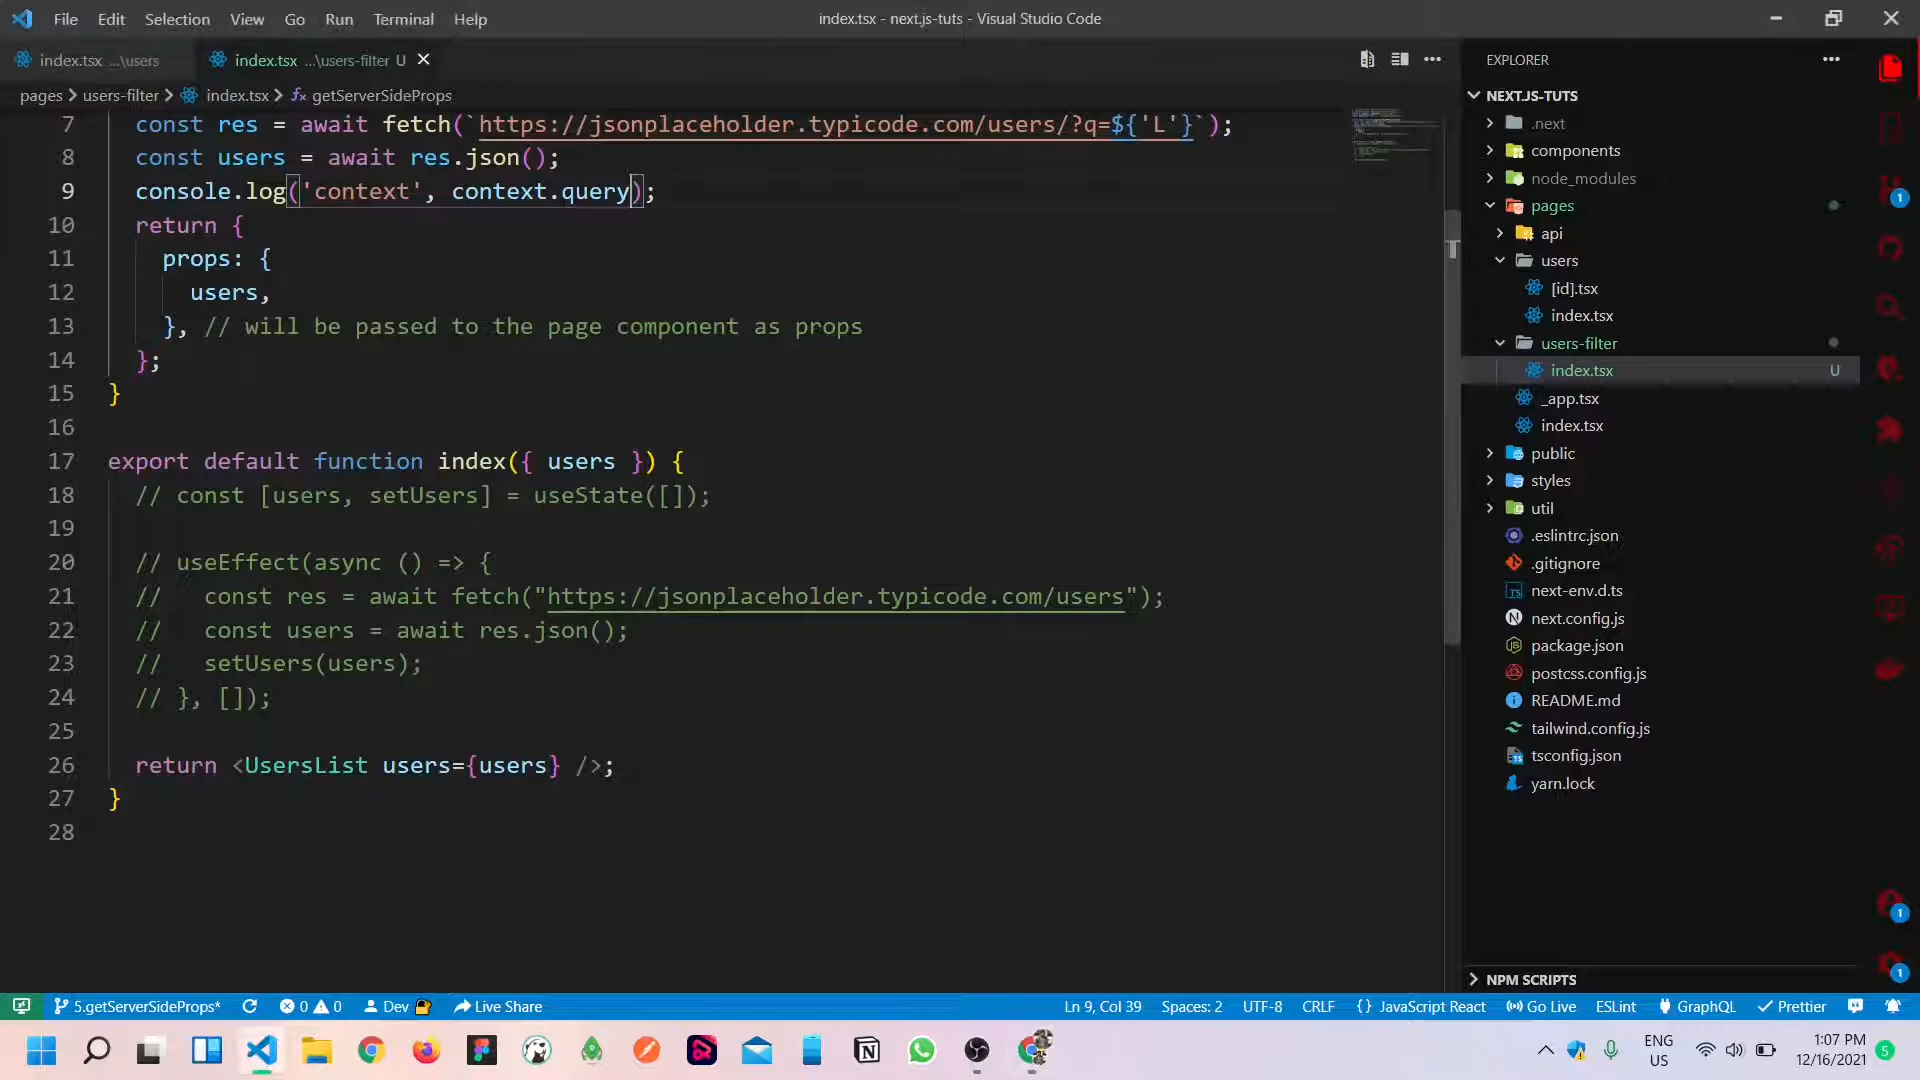 File Edit Selection View Go Run Terminal Help
index.tsx - next.js-tuts - Visual Studio Code
index.tsx ...\users
index.tsx ...\users-filter U
pages > users-filter > index.tsx > getServerSideProps
7 const res = await fetch(`https://jsonplaceholder.typicode.com/users/?q=${'L'}`);
8 const users = await res.json();
9 console.log('context', context.query);
10 return {
11 props: {
12 users,
13 }, // will be passed to the page component as props
14 };
15 }
16
17 export default function index({ users }) {
18 // const [users, setUsers] = useState([]);
19
20 // useEffect(async () => {
21 //   const res = await fetch("https://jsonplaceholder.typicode.com/users");
22 //   const users = await res.json();
23 //   setUsers(users);
24 // }, []);
25
26 return <UsersList users={users} />;
27 }
28
EXPLORER
NEXT.JS-TUTS
.next
components
node_modules
pages
api
users
[id].tsx
index.tsx
users-filter
index.tsx U
_app.tsx
index.tsx
public
styles
util
.eslintrc.json
.gitignore
next-env.d.ts
next.config.js
package.json
postcss.config.js
README.md
tailwind.config.js
tsconfig.json
yarn.lock
NPM SCRIPTS
1
1
1
5.getServerSideProps* 0 0 Dev Live Share
Ln 9, Col 39 Spaces: 2 UTF-8 CRLF {} JavaScript React Go Live ESLint GraphQL Prettier
ENG
US
1:07 PM
12/16/2021
5